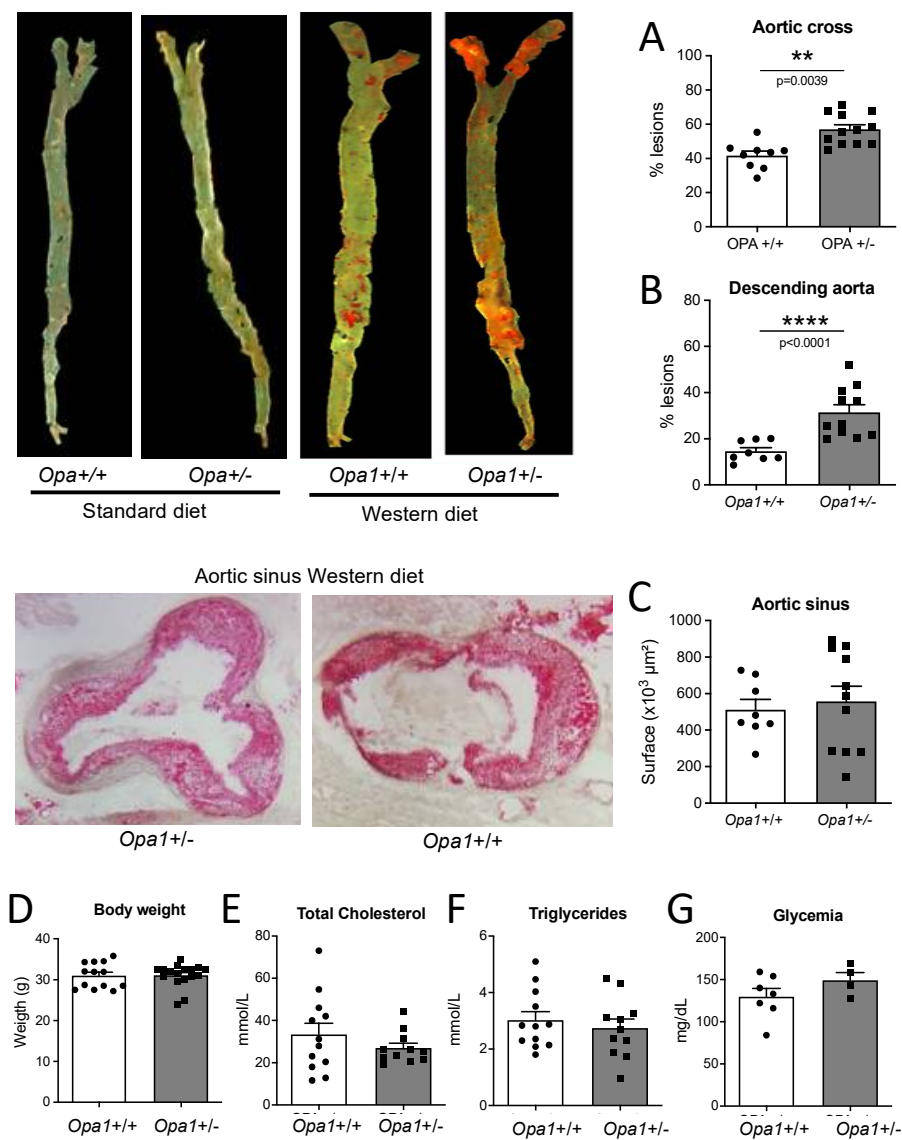 Opa+/+
Opa+/-
Opa1+/+
Opa1+/-
Standard diet
Western diet
A
Aortic cross
**
p=0.0039
100
80
60
40
20
0
% lesions
OPA +/+
OPA +/-
B
Descending aorta
****
p<0.0001
80
60
40
20
0
% lesions
Opa1+/+
Opa1+/-
Aortic sinus Western diet
Opa1+/-
Opa1+/+
C
Aortic sinus
1000
800
600
400
200
0
Surface (x10³ µm²)
Opa1+/+
Opa1+/-
D
Body weight
40
30
20
10
0
Weigth (g)
Opa1+/+
Opa1+/-
E
Total Cholesterol
80
60
40
20
0
mmol/L
Opa1+/+
Opa1+/-
F
Triglycerides
6
4
2
0
mmol/L
Opa1+/+
Opa1+/-
G
Glycemia
200
150
100
50
0
mg/dL
Opa1+/+
Opa1+/-